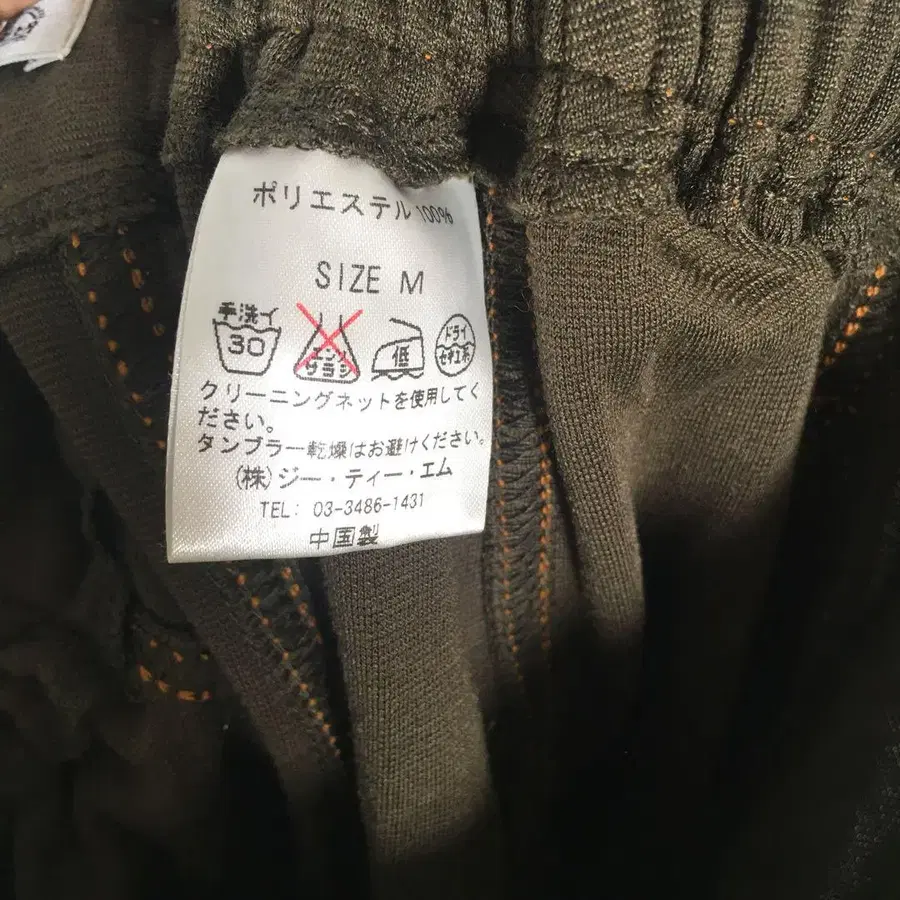 ポリエステル 100%
SIZE M
手洗イ
30
エンソ
サラシ
低
ドライ
セキユ系
クリーニングネットを使用してく
ださい。
タンブラー乾燥はお避けください。
(株)ジー・ティー・エム
TEL: 03-3486-1431
中国製